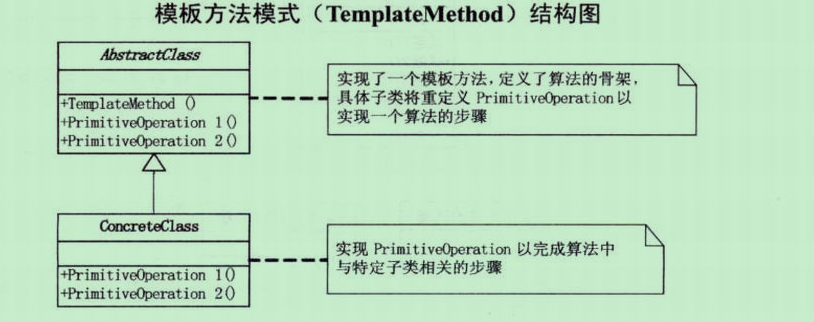 模板方法模式（TemplateMethod）结构图
AbstractClass
+TemplateMethod ()
+PrimitiveOperation 1()
+PrimitiveOperation 2()
实现了一个模板方法，定义了算法的骨架，
具体子类将重定义 PrimitiveOperation 以
实现一个算法的步骤
ConcreteClass
+PrimitiveOperation 1()
+PrimitiveOperation 2()
实现 PrimitiveOperation 以完成算法中
与特定子类相关的步骤